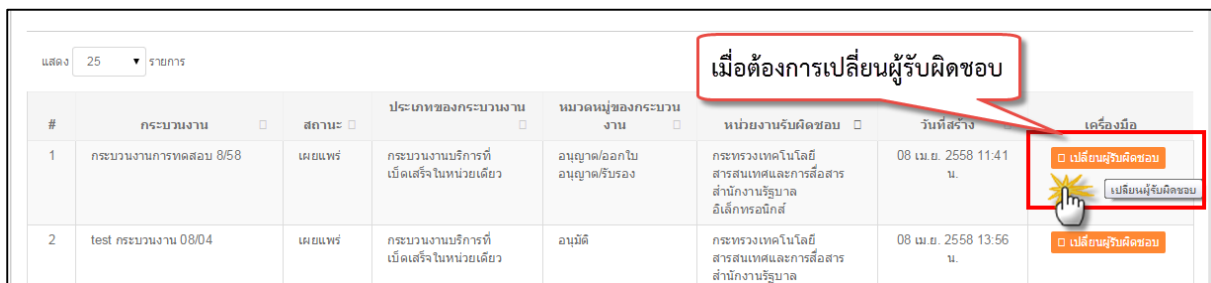 เมื่อต้องการเปลี่ยนผู้รับผิดชอบ
แสดง 25 รายการ
# กระบวนงาน สถานะ ประเภทของกระบวนงาน หมวดหมู่ของกระบวน
งาน หน่วยงานรับผิดชอบ วันที่สร้าง เครื่องมือ
1 กระบวนงานการทดสอบ 8/58 เผยแพร่ กระบวนงานบริการที่ อนุญาต/ออกใบ กระทรวงเทคโนโลยี 08 เม.ย. 2558 11:41 เปลี่ยนผู้รับผิดชอบ
เบ็ดเสร็จในหน่วยเดียว อนุญาต/รับรอง สารสนเทศและการสื่อสาร น.
สำนักงานรัฐบาล เปลี่ยนผู้รับผิดชอบ
อิเล็กทรอนิกส์
2 test กระบวนงาน 08/04 เผยแพร่ กระบวนงานบริการที่ อนุมัติ กระทรวงเทคโนโลยี 08 เม.ย. 2558 13:56 เปลี่ยนผู้รับผิดชอบ
เบ็ดเสร็จในหน่วยเดียว สารสนเทศและการสื่อสาร น.
สำนักงานรัฐบาล